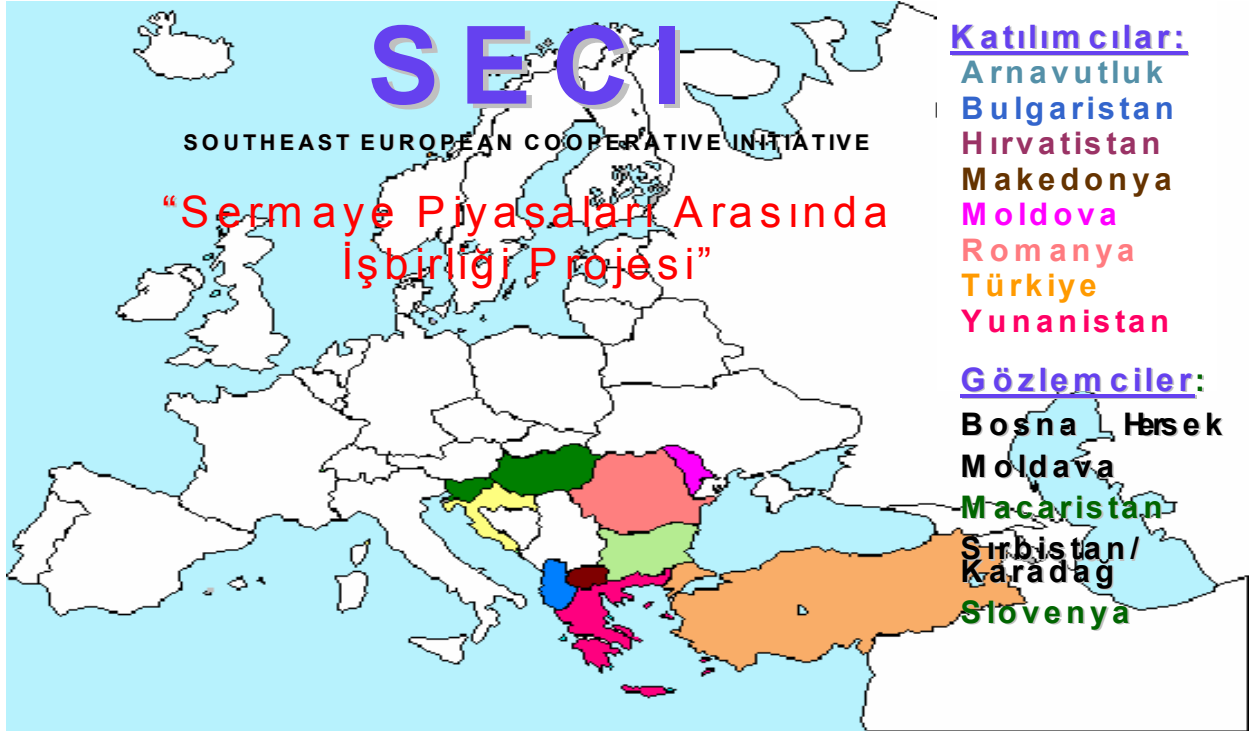 SECI
SOUTHEAST EUROPEAN COOPERATIVE INITIATIVE
“Sermaye Piyasaları Arasında
İşbirliği Projesi”
Katılımcılar:
Arnavutluk
Bulgaristan
Hırvatistan
Makedonya
Moldova
Romanya
Türkiye
Yunanistan
Gözlemciler:
Bosna Hersek
Moldava
Macaristan
Sırbistan/
Karadağ
Slovenya